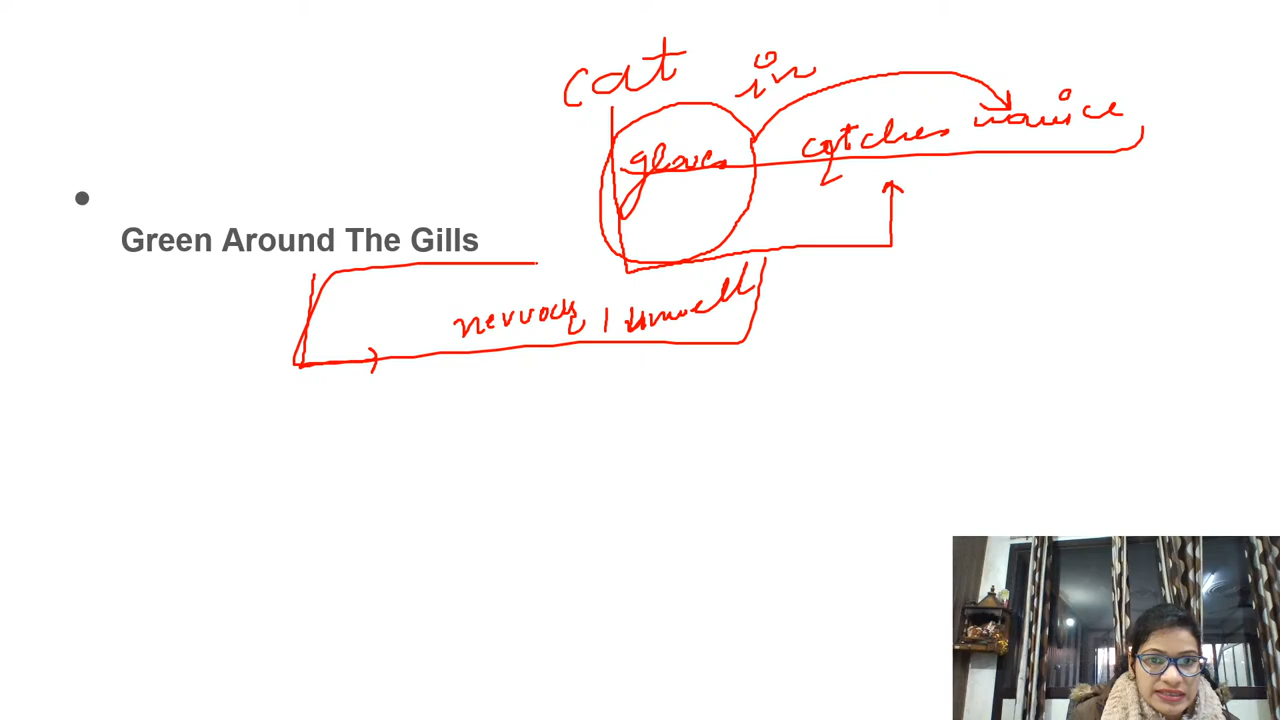 cat in
gloves catches mice
Green Around The Gills
nervous / unwell